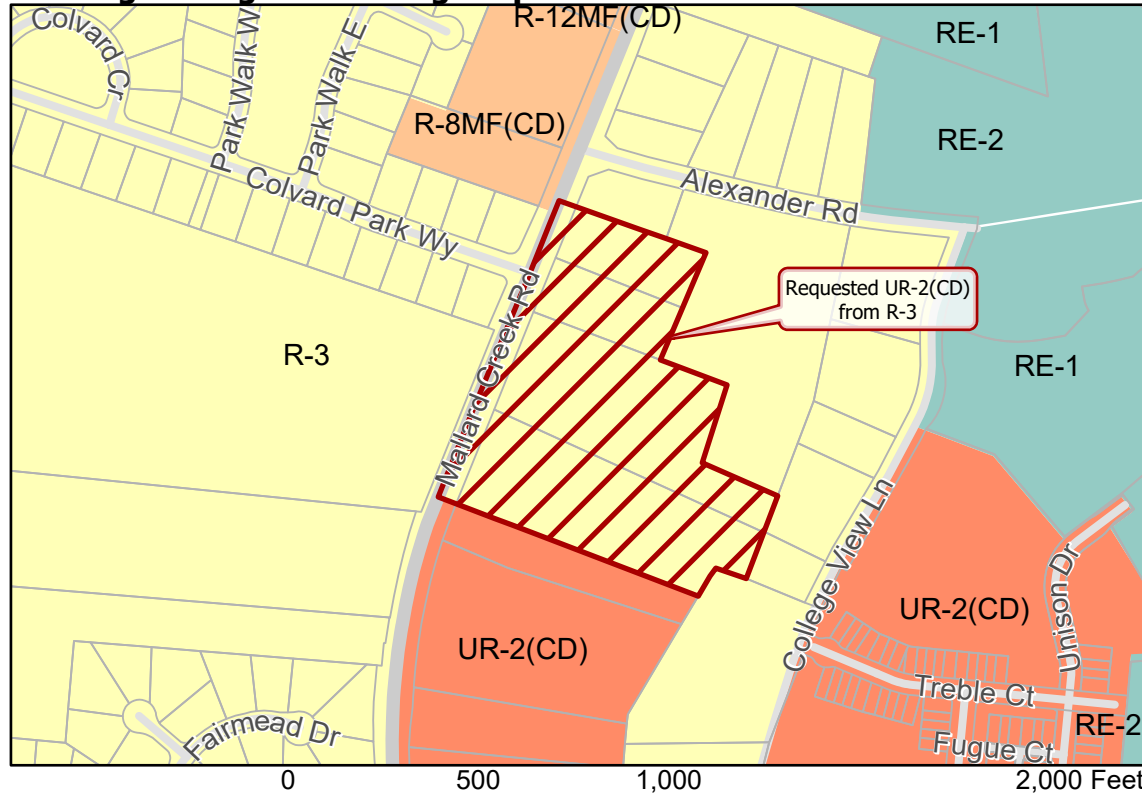 R-12MF(CD)
RE-1
Colvard Cr
Park Walk W
Park Walk E
R-8MF(CD)
RE-2
Colvard Park Wy
Alexander Rd
Requested UR-2(CD)
from R-3
Mallard Creek Rd
R-3
RE-1
College View Ln
Unison Dr
UR-2(CD)
UR-2(CD)
Treble Ct
Fairmead Dr
Fugue Ct
RE-2
0 500 1,000 2,000 Feet